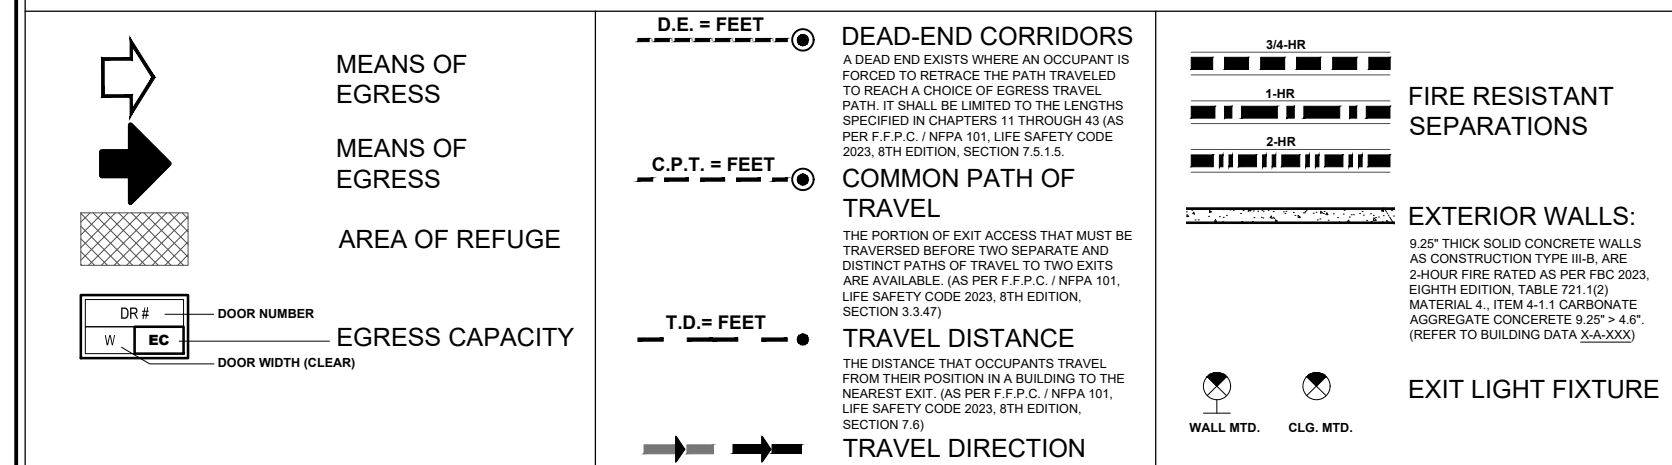 MEANS OF
EGRESS
MEANS OF
EGRESS
AREA OF REFUGE
DR #
W
EC
DOOR NUMBER
EGRESS CAPACITY
DOOR WIDTH (CLEAR)
D.E. = FEET
DEAD-END CORRIDORS
A DEAD END EXISTS WHERE AN OCCUPANT IS
FORCED TO RETRACE THE PATH TRAVELED
TO REACH A CHOICE OF EGRESS TRAVEL
PATH. IT SHALL BE LIMITED TO THE LENGTHS
SPECIFIED IN CHAPTERS 11 THROUGH 43 (AS
PER F.F.P.C. / NFPA 101, LIFE SAFETY CODE
2023, 8TH EDITION, SECTION 7.5.1.5.
C.P.T. = FEET
COMMON PATH OF
TRAVEL
THE PORTION OF EXIT ACCESS THAT MUST BE
TRAVERSED BEFORE TWO SEPARATE AND
DISTINCT PATHS OF TRAVEL TO TWO EXITS
ARE AVAILABLE. (AS PER F.F.P.C. / NFPA 101,
LIFE SAFETY CODE 2023, 8TH EDITION,
SECTION 3.3.47)
T.D.= FEET
TRAVEL DISTANCE
THE DISTANCE THAT OCCUPANTS TRAVEL
FROM THEIR POSITION IN A BUILDING TO THE
NEAREST EXIT. (AS PER F.F.P.C. / NFPA 101,
LIFE SAFETY CODE 2023, 8TH EDITION,
SECTION 7.6)
TRAVEL DIRECTION
3/4-HR
1-HR
2-HR
FIRE RESISTANT
SEPARATIONS
EXTERIOR WALLS:
9.25" THICK SOLID CONCRETE WALLS
AS CONSTRUCTION TYPE III-B, ARE
2-HOUR FIRE RATED AS PER FBC 2023,
EIGHTH EDITION, TABLE 721.1(2)
MATERIAL 4., ITEM 4-1.1 CARBONATE
AGGREGATE CONCERETE 9.25" > 4.6".
(REFER TO BUILDING DATA X-A-XXX)
EXIT LIGHT FIXTURE
WALL MTD.
CLG. MTD.